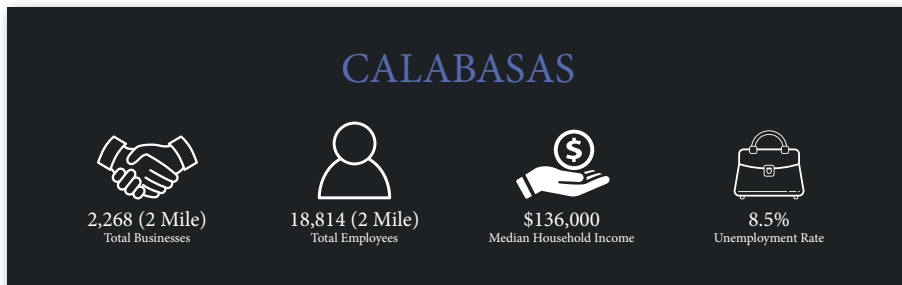 CALABASAS
2,268 (2 Mile)
Total Businesses
18,814 (2 Mile)
Total Employees
$136,000
Median Household Income
8.5%
Unemployment Rate